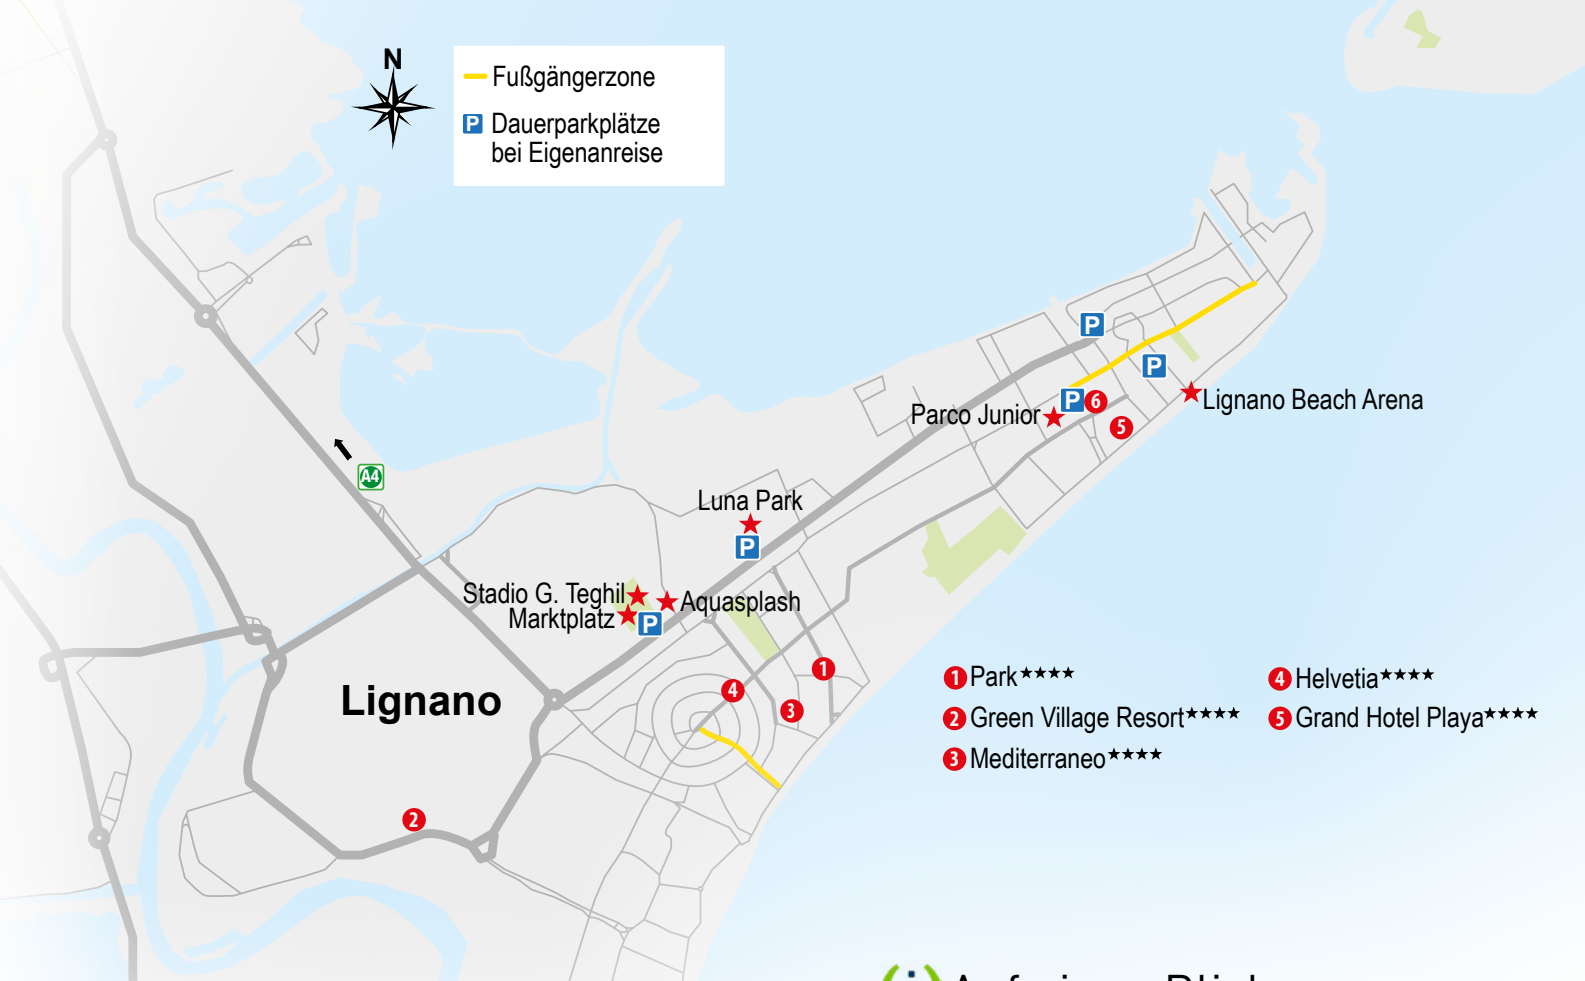 N
Fußgängerzone
P Dauerparkplätze
bei Eigenanreise
P
P
Lignano Beach Arena
Parco Junior P 6
5
A4
Luna Park
P
Stadio G. Teghil
Aquasplash
Marktplatz P
Lignano
1
4
3
2
1 Park★★★★
2 Green Village Resort★★★★
3 Mediterraneo★★★★
4 Helvetia★★★★
5 Grand Hotel Playa★★★★